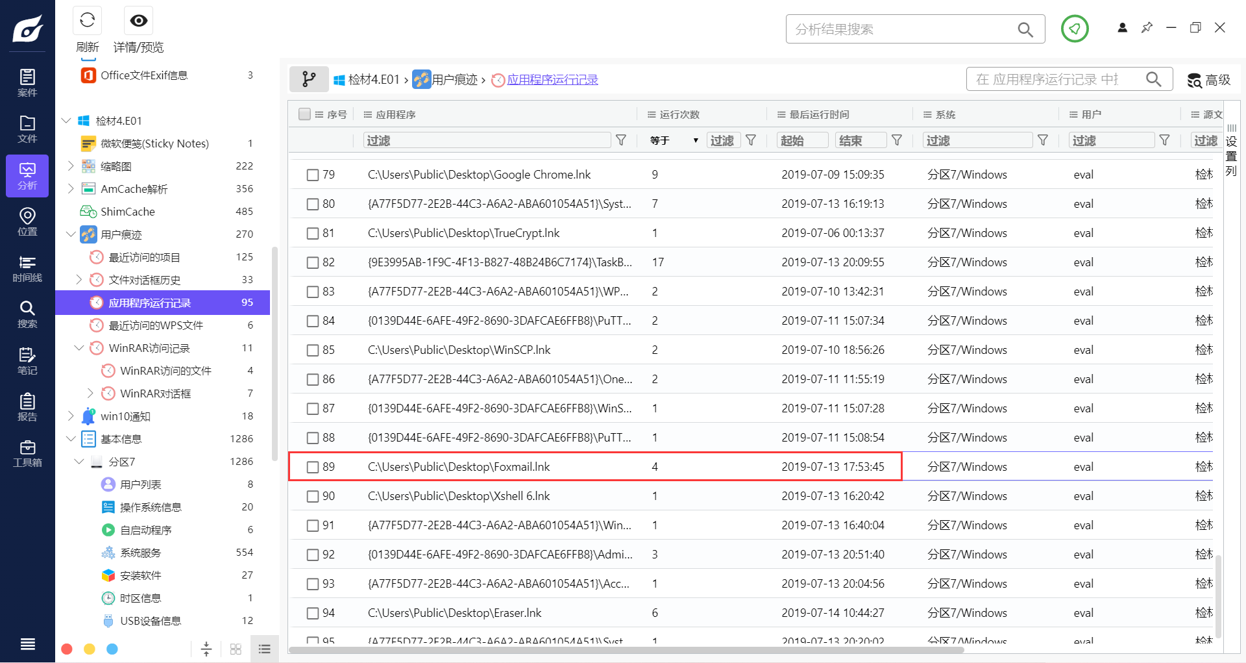 刷新 详情/预览
分析结果搜索
案件
文件
分析
位置
时间线
搜索
笔记
报告
工具箱
Office文件Exif信息 3
检材4.E01
微软便笺(Sticky Notes) 1
缩略图 222
AmCache解析 356
ShimCache 485
用户痕迹 270
最近访问的项目 125
文件对话框历史 33
应用程序运行记录 95
最近访问的WPS文件 6
WinRAR访问记录 11
WinRAR访问的文件 4
WinRAR对话框 7
win10通知 18
基本信息 1286
分区7 1286
用户列表 8
操作系统信息 20
自启动程序 6
系统服务 554
安装软件 27
时区信息 1
USB设备信息 12
检材4.E01 › 用户痕迹 › 应用程序运行记录
在 应用程序运行记录 中
高级
序号 应用程序 运行次数 最后运行时间 系统 用户 源文
过滤 等于 过滤 起始 结束 过滤 过滤 过滤
设置列
79 C:\Users\Public\Desktop\Google Chrome.lnk 9 2019-07-09 15:09:35 分区7/Windows eval 检
80 {A77F5D77-2E2B-44C3-A6A2-ABA601054A51}\Syst... 7 2019-07-13 16:19:13 分区7/Windows eval 检
81 C:\Users\Public\Desktop\TrueCrypt.lnk 1 2019-07-06 00:13:37 分区7/Windows eval 检
82 {9E3995AB-1F9C-4F13-B827-48B24B6C7174}\TaskB... 17 2019-07-13 20:09:55 分区7/Windows eval 检
83 {A77F5D77-2E2B-44C3-A6A2-ABA601054A51}\WP... 2 2019-07-10 13:42:31 分区7/Windows eval 检
84 {0139D44E-6AFE-49F2-8690-3DAFCAE6FFB8}\PuTT... 2 2019-07-11 15:07:34 分区7/Windows eval 检
85 C:\Users\Public\Desktop\WinSCP.lnk 2 2019-07-10 18:56:26 分区7/Windows eval 检
86 {A77F5D77-2E2B-44C3-A6A2-ABA601054A51}\One... 2 2019-07-11 11:55:19 分区7/Windows eval 检
87 {0139D44E-6AFE-49F2-8690-3DAFCAE6FFB8}\WinS... 1 2019-07-11 15:07:28 分区7/Windows eval 检
88 {0139D44E-6AFE-49F2-8690-3DAFCAE6FFB8}\PuTT... 1 2019-07-11 15:08:54 分区7/Windows eval 检
89 C:\Users\Public\Desktop\Foxmail.lnk 4 2019-07-13 17:53:45 分区7/Windows eval 检
90 C:\Users\Public\Desktop\Xshell 6.lnk 1 2019-07-13 16:20:42 分区7/Windows eval 检
91 {A77F5D77-2E2B-44C3-A6A2-ABA601054A51}\Win... 1 2019-07-13 16:40:04 分区7/Windows eval 检
92 {0139D44E-6AFE-49F2-8690-3DAFCAE6FFB8}\Admi... 3 2019-07-13 20:51:40 分区7/Windows eval 检
93 {A77F5D77-2E2B-44C3-A6A2-ABA601054A51}\Acc... 1 2019-07-13 20:04:56 分区7/Windows eval 检
94 C:\Users\Public\Desktop\Eraser.lnk 6 2019-07-14 10:44:27 分区7/Windows eval 检
95 {A77F5D77-2E2B-44C3-A6A2-ABA601054A51}\Syst... 1 2019-07-13 20:20:02 分区7/Windows eval 检